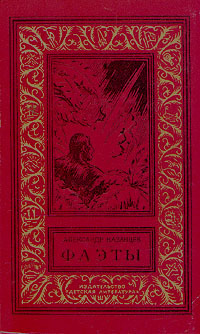 АЛЕКСАНДР КАЗАНЦЕВ
ФАЭТЫ
ИЗДАТЕЛЬСТВО
"ДЕТСКАЯ ЛИТЕРАТУРА"